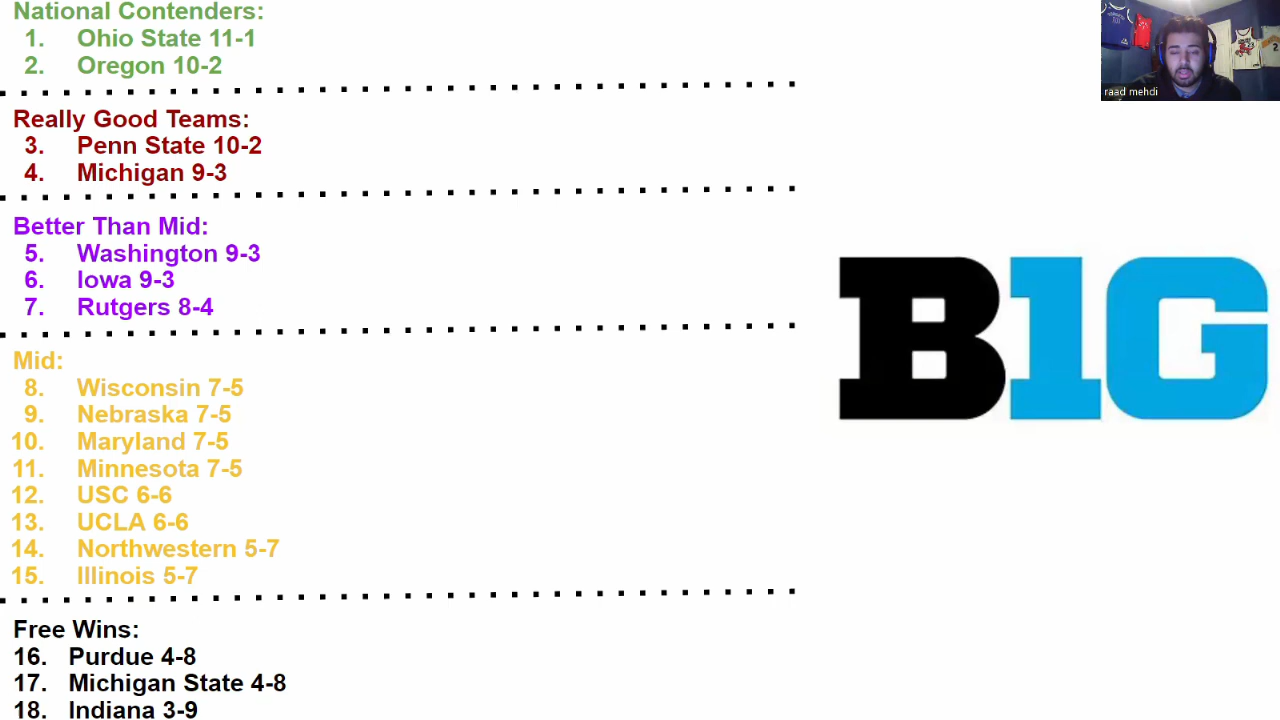 National Contenders:
1. Ohio State 11-1
2. Oregon 10-2
Really Good Teams:
3. Penn State 10-2
4. Michigan 9-3
Better Than Mid:
5. Washington 9-3
6. Iowa 9-3
7. Rutgers 8-4
Mid:
8. Wisconsin 7-5
9. Nebraska 7-5
10. Maryland 7-5
11. Minnesota 7-5
12. USC 6-6
13. UCLA 6-6
14. Northwestern 5-7
15. Illinois 5-7
Free Wins:
16. Purdue 4-8
17. Michigan State 4-8
18. Indiana 3-9
raad mehdi
B1G